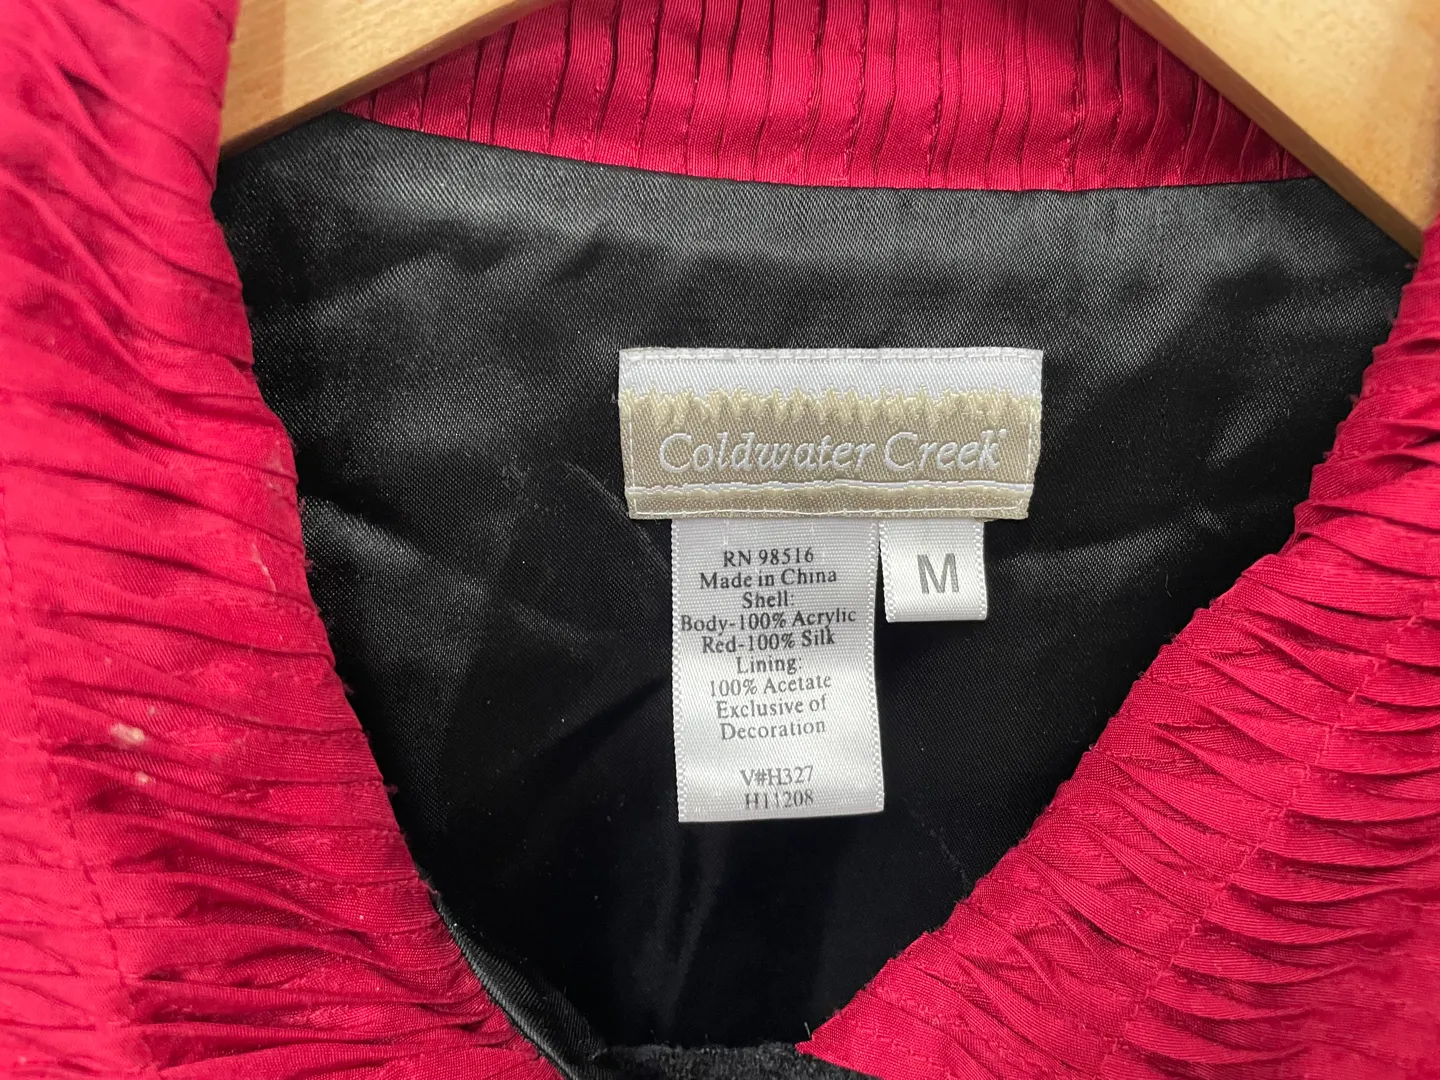 Coldwater Creek
RN 98516
Made in China
Shell:
Body-100% Acrylic
Red-100% Silk
Lining:
100% Acetate
Exclusive of
Decoration
V#H327
H11208
M